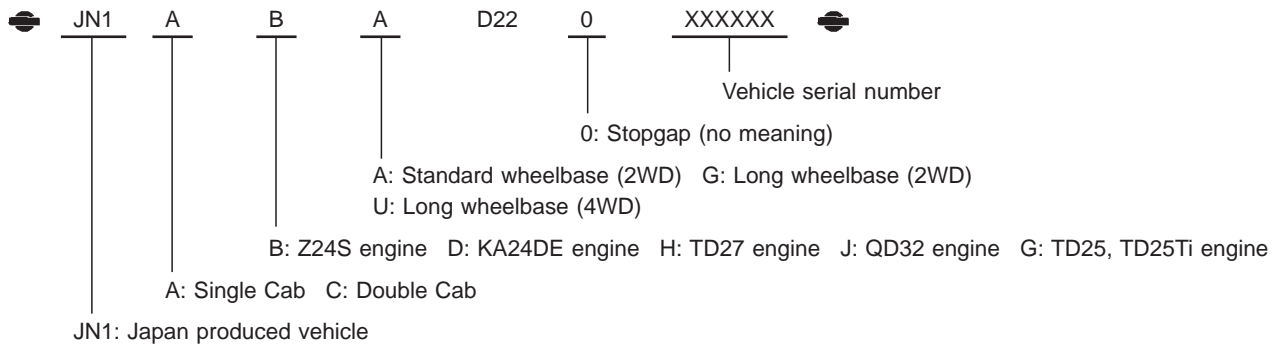 JN1 A B A D22 0 XXXXXX
Vehicle serial number
0: Stopgap (no meaning)
A: Standard wheelbase (2WD) G: Long wheelbase (2WD)
U: Long wheelbase (4WD)
B: Z24S engine D: KA24DE engine H: TD27 engine J: QD32 engine G: TD25, TD25Ti engine
A: Single Cab C: Double Cab
JN1: Japan produced vehicle